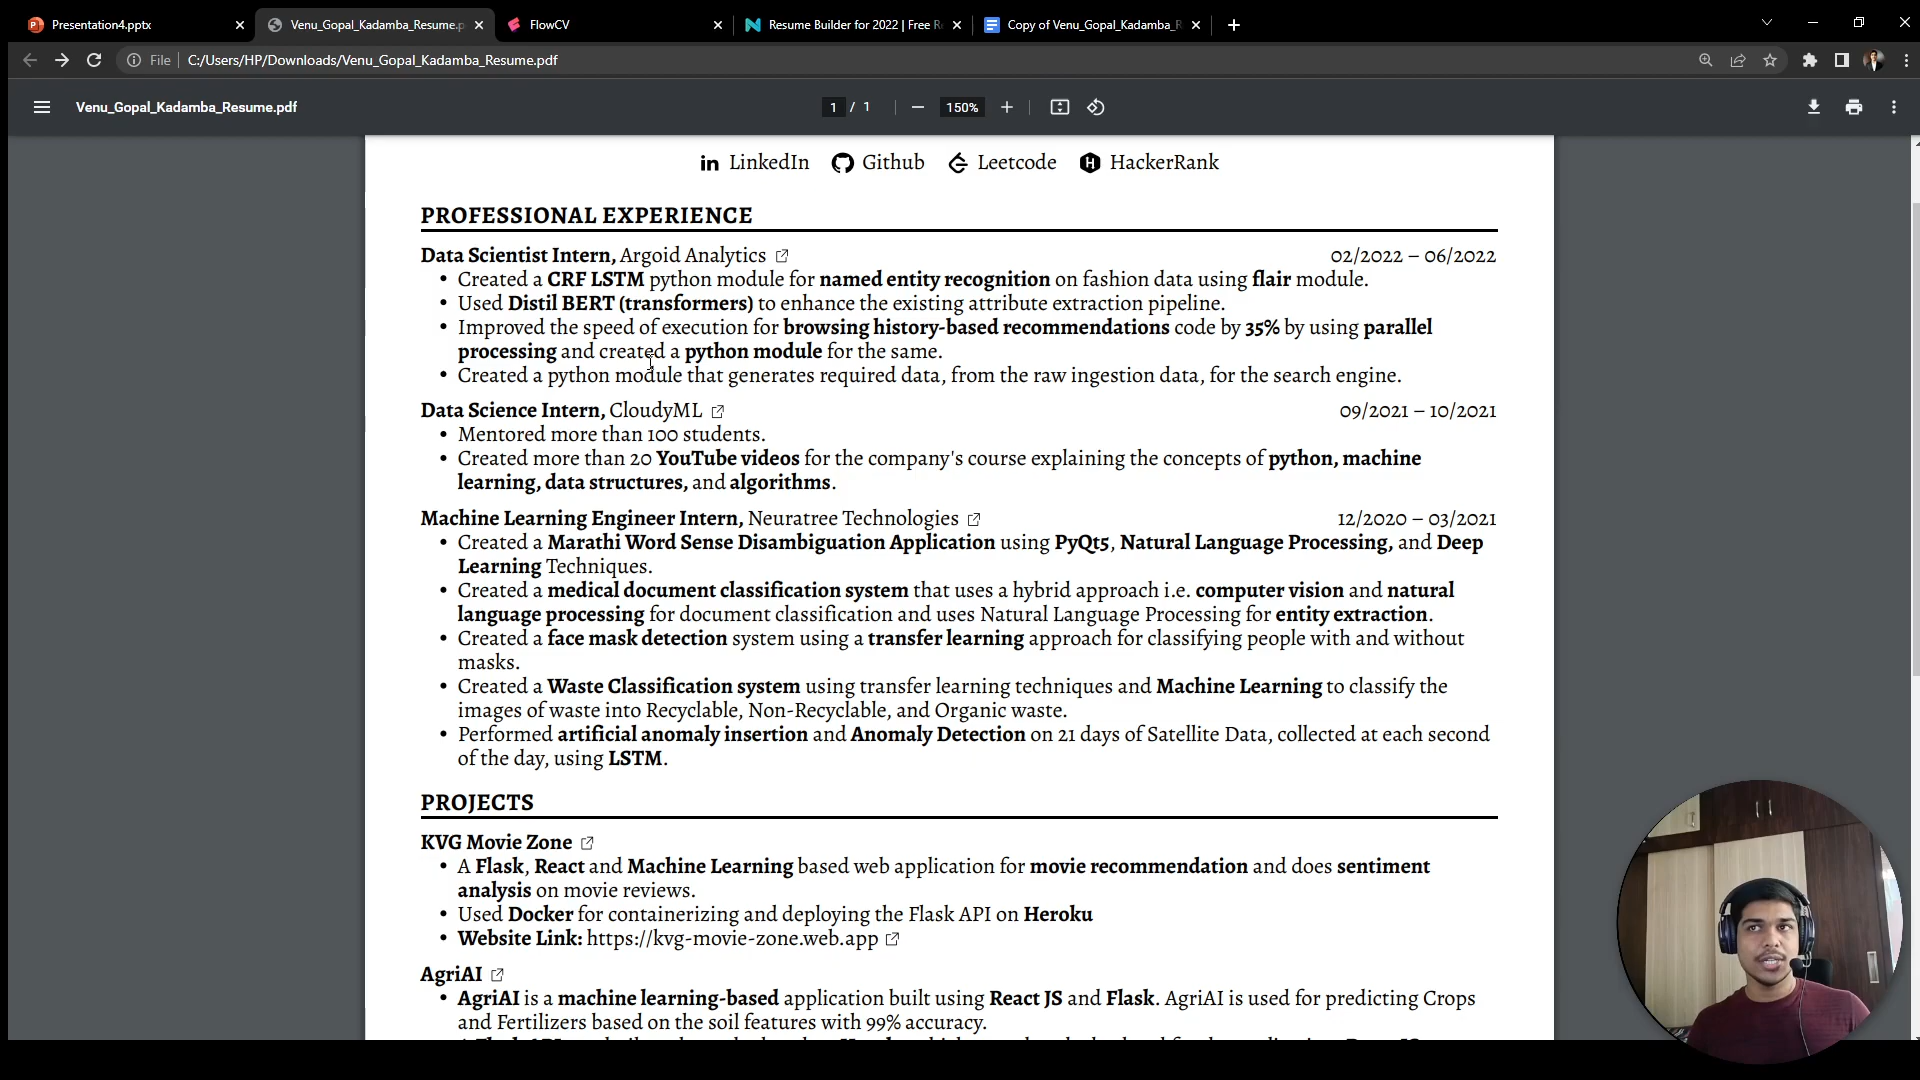 Presentation4.pptx
Venu_Gopal_Kadamba_Resume.p
FlowCV
Resume Builder for 2022 | Free R
Copy of Venu_Gopal_Kadamba_R
File
C:/Users/HP/Downloads/Venu_Gopal_Kadamba_Resume.pdf
Venu_Gopal_Kadamba_Resume.pdf
1 / 1
150%
LinkedIn Github Leetcode HackerRank
PROFESSIONAL EXPERIENCE
Data Scientist Intern, Argoid Analytics 02/2022 – 06/2022
• Created a CRF LSTM python module for named entity recognition on fashion data using flair module.
• Used Distil BERT (transformers) to enhance the existing attribute extraction pipeline.
• Improved the speed of execution for browsing history-based recommendations code by 35% by using parallel
processing and created a python module for the same.
• Created a python module that generates required data, from the raw ingestion data, for the search engine.
Data Science Intern, CloudyML 09/2021 – 10/2021
• Mentored more than 100 students.
• Created more than 20 YouTube videos for the company's course explaining the concepts of python, machine
learning, data structures, and algorithms.
Machine Learning Engineer Intern, Neuratree Technologies 12/2020 – 03/2021
• Created a Marathi Word Sense Disambiguation Application using PyQt5, Natural Language Processing, and Deep
Learning Techniques.
• Created a medical document classification system that uses a hybrid approach i.e. computer vision and natural
language processing for document classification and uses Natural Language Processing for entity extraction.
• Created a face mask detection system using a transfer learning approach for classifying people with and without
masks.
• Created a Waste Classification system using transfer learning techniques and Machine Learning to classify the
images of waste into Recyclable, Non-Recyclable, and Organic waste.
• Performed artificial anomaly insertion and Anomaly Detection on 21 days of Satellite Data, collected at each second
of the day, using LSTM.
PROJECTS
KVG Movie Zone
• A Flask, React and Machine Learning based web application for movie recommendation and does sentiment
analysis on movie reviews.
• Used Docker for containerizing and deploying the Flask API on Heroku
• Website Link: https://kvg-movie-zone.web.app
AgriAI
• AgriAI is a machine learning-based application built using React JS and Flask. AgriAI is used for predicting Crops
and Fertilizers based on the soil features with 99% accuracy.